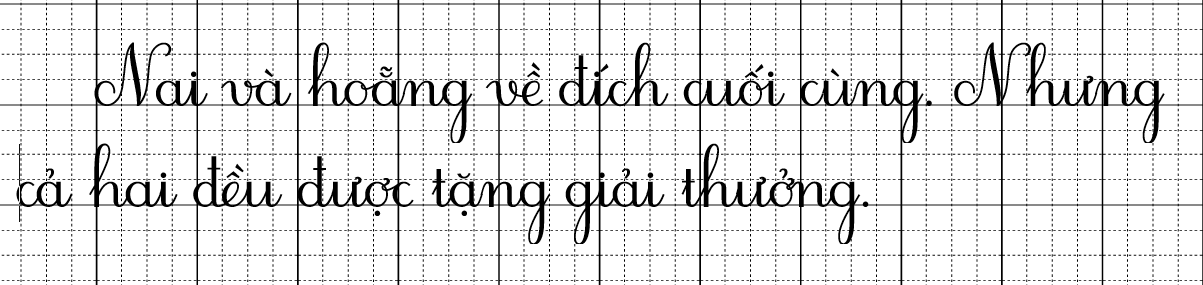 Nai và hoẵng về đích cuối cùng. Nhưng
cả hai đều được tặng giải thưởng.